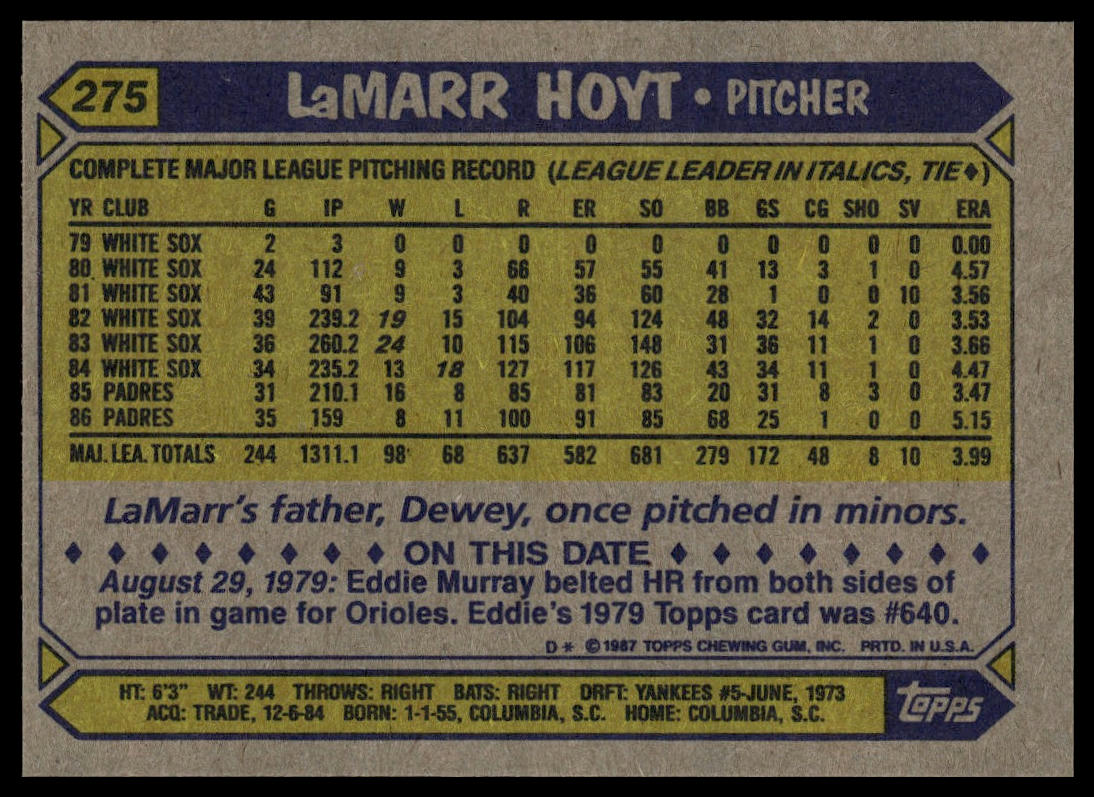 275 LaMARR HOYT • PITCHER
COMPLETE MAJOR LEAGUE PITCHING RECORD (LEAGUE LEADER IN ITALICS, TIE♦)
YR CLUB G IP W L R ER SO BB GS CG SHO SV ERA
79 WHITE SOX 2 3 0 0 0 0 0 0 0 0 0 0 0.00
80 WHITE SOX 24 112 9 3 66 57 55 41 13 3 1 0 4.57
81 WHITE SOX 43 91 9 3 40 36 60 28 1 0 0 10 3.56
82 WHITE SOX 39 239.2 19 15 104 94 124 48 32 14 2 0 3.53
83 WHITE SOX 36 260.2 24 10 115 106 148 31 36 11 1 0 3.66
84 WHITE SOX 34 235.2 13 18 127 117 126 43 34 11 1 0 4.47
85 PADRES 31 210.1 16 8 85 81 83 20 31 8 3 0 3.47
86 PADRES 35 159 8 11 100 91 85 68 25 1 0 0 5.15
MAJ. LEA. TOTALS 244 1311.1 98 68 637 582 681 279 172 48 8 10 3.99
LaMarr's father, Dewey, once pitched in minors.
♦ ♦ ♦ ♦ ♦ ♦ ♦ ♦ ON THIS DATE ♦ ♦ ♦ ♦ ♦ ♦ ♦ ♦
August 29, 1979: Eddie Murray belted HR from both sides of
plate in game for Orioles. Eddie's 1979 Topps card was #640.
D* ©1987 TOPPS CHEWING GUM, INC. PRTD. IN U.S.A.
HT: 6'3" WT: 244 THROWS: RIGHT BATS: RIGHT DRFT: YANKEES #5-JUNE, 1973
ACQ: TRADE, 12-6-84 BORN: 1-1-55, COLUMBIA, S.C. HOME: COLUMBIA, S.C.
topps